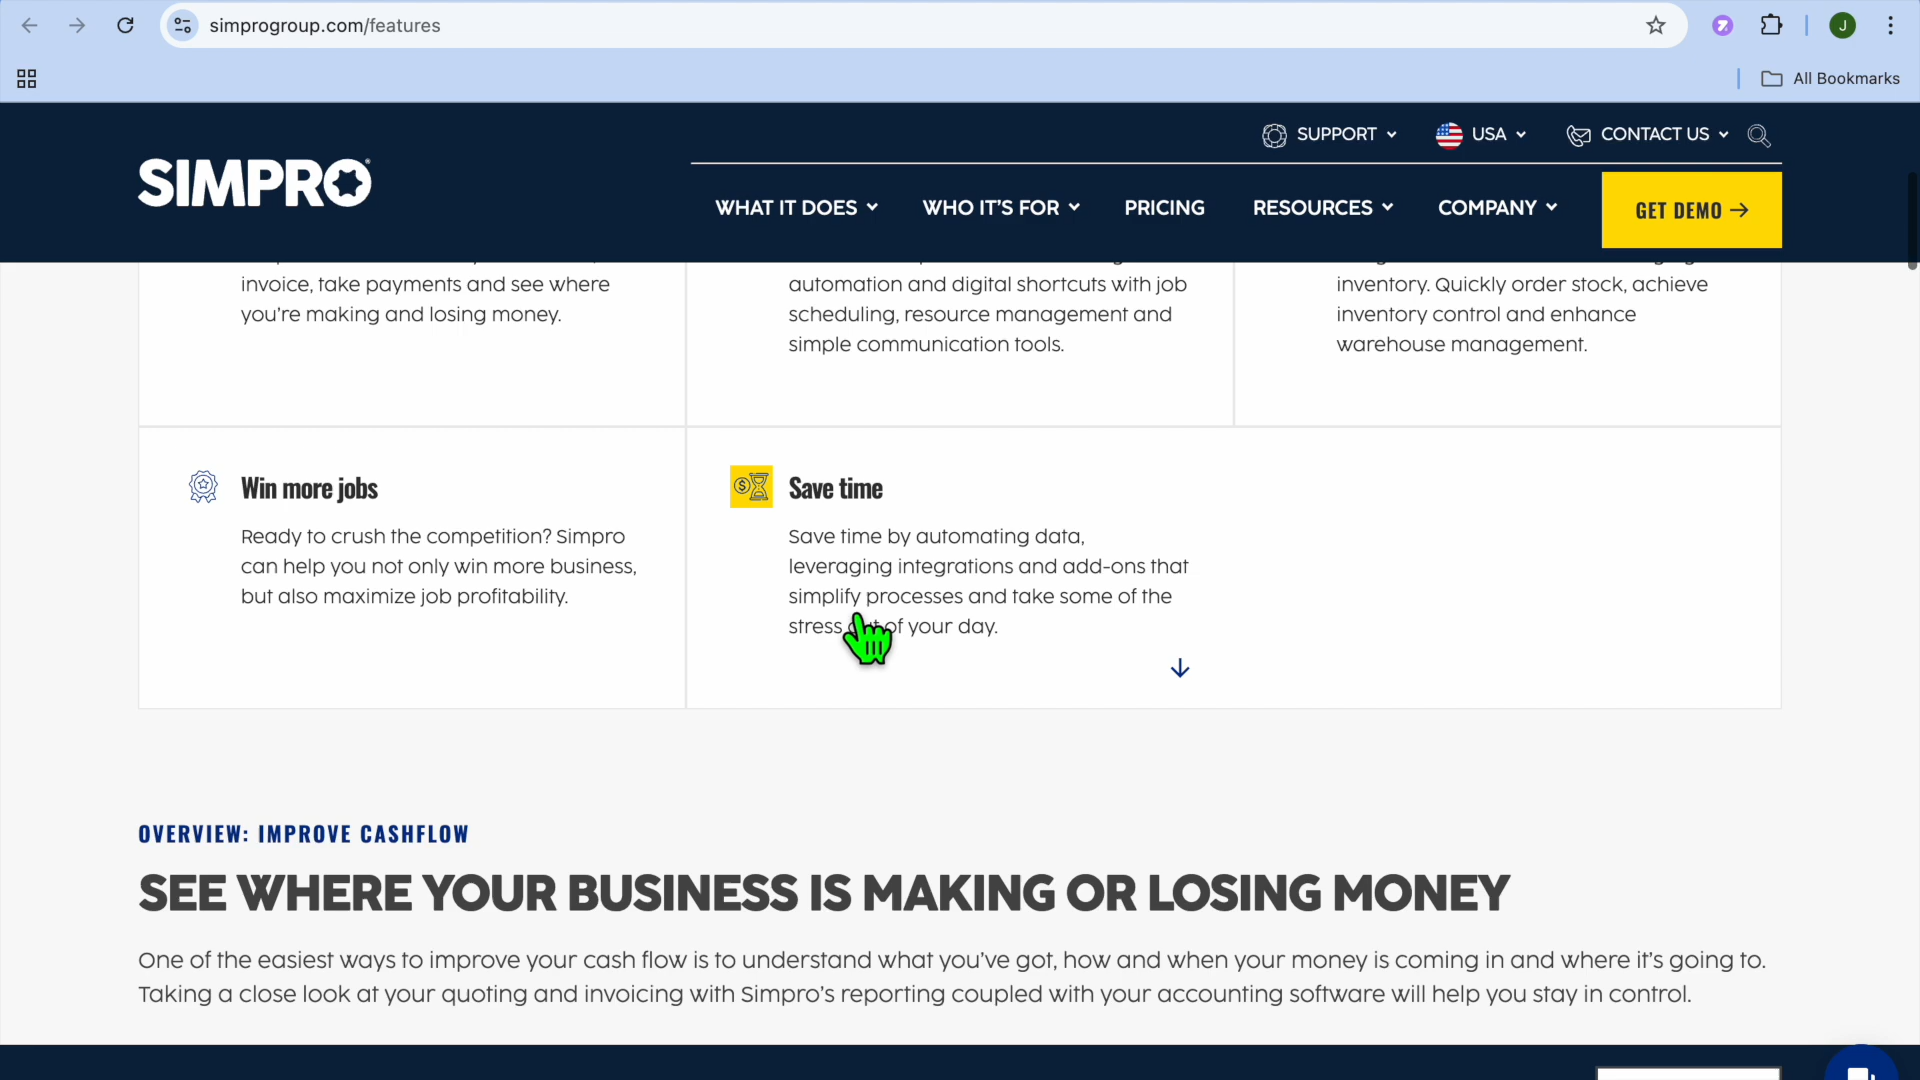 simprogroup.com/features
J
All Bookmarks
SUPPORT
USA
CONTACT US
SIMPRO
WHAT IT DOES
WHO IT'S FOR
PRICING
RESOURCES
COMPANY
GET DEMO
invoice, take payments and see where
you're making and losing money.
automation and digital shortcuts with job
scheduling, resource management and
simple communication tools.
inventory. Quickly order stock, achieve
inventory control and enhance
warehouse management.
Win more jobs
Ready to crush the competition? Simpro
can help you not only win more business,
but also maximize job profitability.
Save time
Save time by automating data,
leveraging integrations and add-ons that
simplify processes and take some of the
stress out of your day.
OVERVIEW: IMPROVE CASHFLOW
SEE WHERE YOUR BUSINESS IS MAKING OR LOSING MONEY
One of the easiest ways to improve your cash flow is to understand what you've got, how and when your money is coming in and where it's going to.
Taking a close look at your quoting and invoicing with Simpro's reporting coupled with your accounting software will help you stay in control.